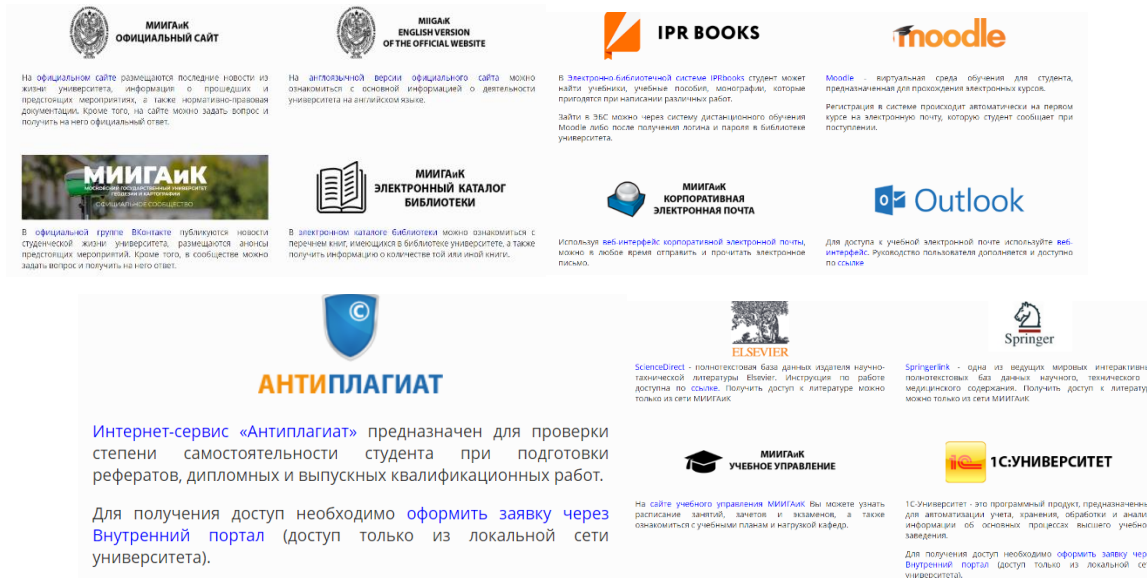 МИИГАиК
ОФИЦИАЛЬНЫЙ САЙТ
На официальном сайте размещаются последние новости из
жизни университета, информация о прошедших и
предстоящих мероприятиях, а также нормативно-правовая
документации. Кроме того, на сайте можно задать вопрос и
получить на него официальный ответ.
MIIGAiK
ENGLISH VERSION
OF THE OFFICIAL WEBSITE
На англоязычной версии официального сайта можно
ознакомиться с основной информацией о деятельности
университета на английском языке.
МИИГАиК
МОСКОВСКИЙ ГОСУДАРСТВЕННЫЙ УНИВЕРСИТЕТ
ГЕОДЕЗИИ И КАРТОГРАФИИ
ОФИЦИАЛЬНОЕ СООБЩЕСТВО
В официальной группе ВКонтакте публикуются новости
студенческой жизни университета, размещаются анонсы
предстоящих мероприятий. Кроме того, в сообществе можно
задать вопрос и получить на него ответ.
МИИГАиК
ЭЛЕКТРОННЫЙ КАТАЛОГ
БИБЛИОТЕКИ
В электронном каталоге библиотеки можно ознакомиться с
перечнем книг, имеющихся в библиотеке университете, а также
получить информацию о количестве той или иной книги.
IPR BOOKS
В Электронно-библиотечной системе IPRbooks студент может
найти учебники, учебные пособия, монографии, которые
пригодятся при написании различных работ.
Зайти в ЭБС можно через систему дистанционного обучения
Moodle либо после получения логина и пароля в библиотеке
университета.
moodle
Moodle - виртуальная среда обучения для студента,
предназначенная для прохождения электронных курсов.
Регистрация в системе происходит автоматически на первом
курсе на электронную почту, которую студент сообщает при
поступлении.
МИИГАиК
КОРПОРАТИВНАЯ
ЭЛЕКТРОННАЯ ПОЧТА
Используя веб-интерфейс корпоративной электронной почты,
можно в любое время отправить и прочитать электронное
письмо.
Outlook
Для доступа к учебной электронной почте используйте веб-
интерфейс. Руководство пользователя дополняется и доступно
по ссылке
АНТИПЛАГИАТ
Интернет-сервис «Антиплагиат» предназначен для проверки
степени самостоятельности студента при подготовки
рефератов, дипломных и выпускных квалификационных работ.
Для получения доступ необходимо оформить заявку через
Внутренний портал (доступ только из локальной сети
университета).
ELSEVIER
ScienceDirect - полнотекстовая база данных издателя научно-
технической литературы Elsevier. Инструкция по работе
доступна по ссылке. Получить доступ к литературе можно
только из сети МИИГАиК
Springer
Springerlink - одна из ведущих мировых интерактивны
полнотекстовых баз данных научного, технического
медицинского содержания. Получить доступ к литератур
можно только из сети МИИГАиК
МИИГАиК
УЧЕБНОЕ УПРАВЛЕНИЕ
На сайте учебного управления МИИГАиК Вы можете узнать
расписание занятий, зачетов и экзаменов, а также
ознакомиться с учебными планам и нагрузкой кафедр.
1С:УНИВЕРСИТЕТ
1С-Университет - это программный продукт, предназначенны
для автоматизации учета, хранения, обработки и анали
информации об основных процессах высшего учебно
заведения.
Для получения доступ необходимо оформить заявку чер
Внутренний портал (доступ только из локальной се
университета).